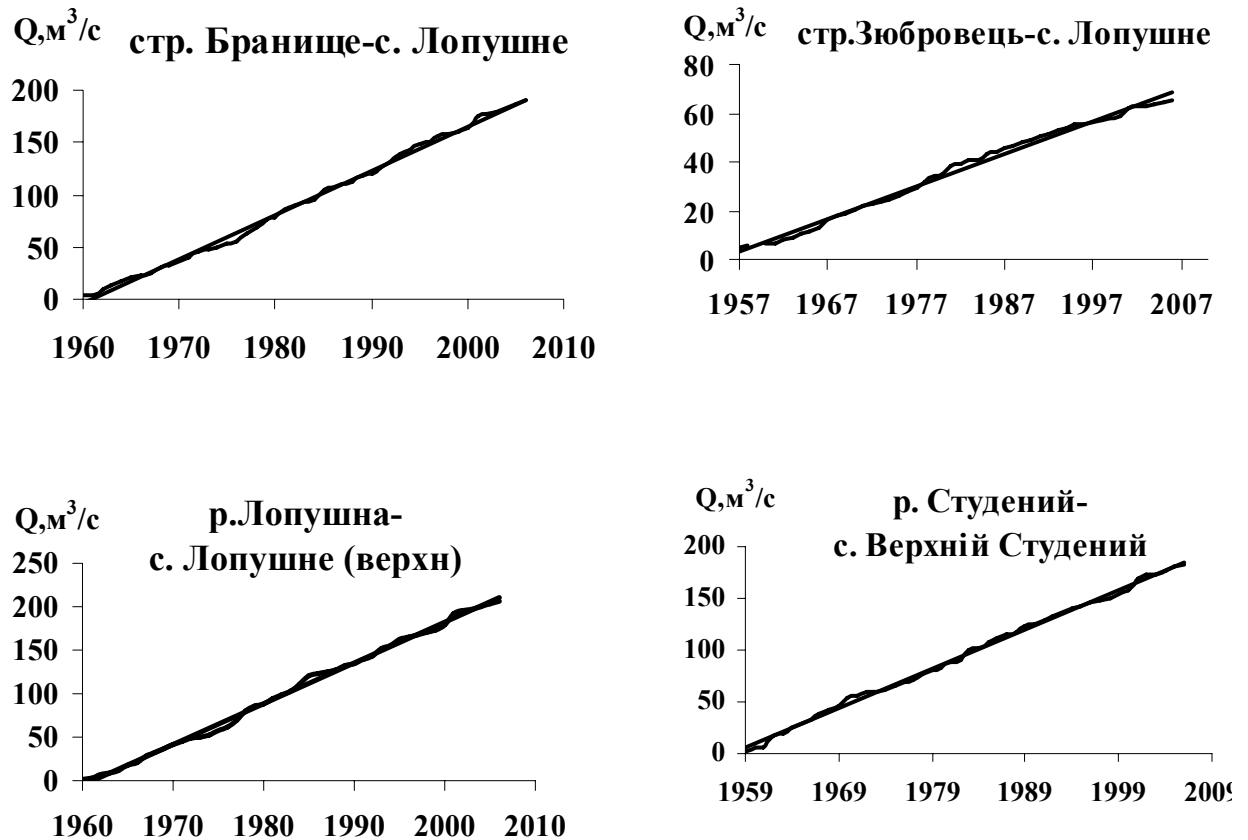 Q,м³/с
стр. Бранище-с. Лопушне
200
150
100
50
0
1960 1970 1980 1990 2000 2010
Q,м³/с
стр.Зюбровець-с. Лопушне
80
60
40
20
0
1957 1967 1977 1987 1997 2007
Q,м³/с
р.Лопушна-
с. Лопушне (верхн)
250
200
150
100
50
0
1960 1970 1980 1990 2000 2010
Q,м³/с
р. Студений-
с. Верхній Студений
200
150
100
50
0
1959 1969 1979 1989 1999 2009